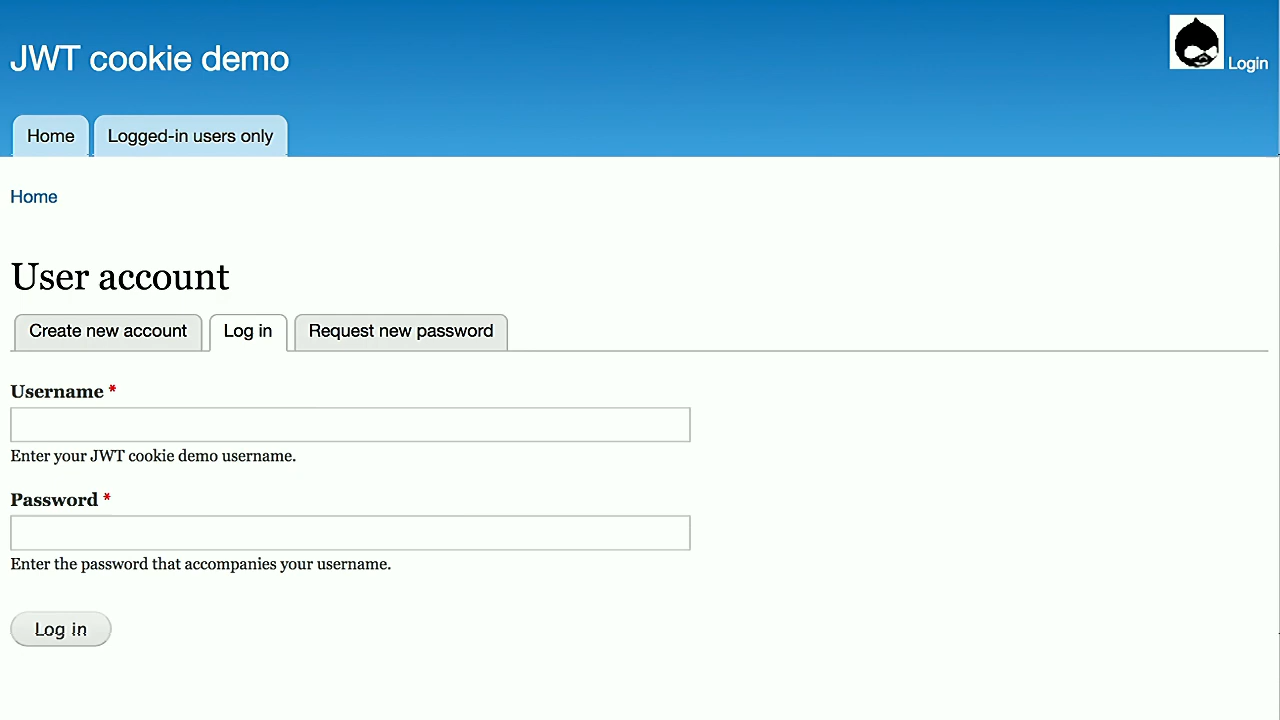 JWT cookie demo
Login
Home
Logged-in users only
Home
User account
Create new account
Log in
Request new password
Username *
Enter your JWT cookie demo username.
Password *
Enter the password that accompanies your username.
Log in